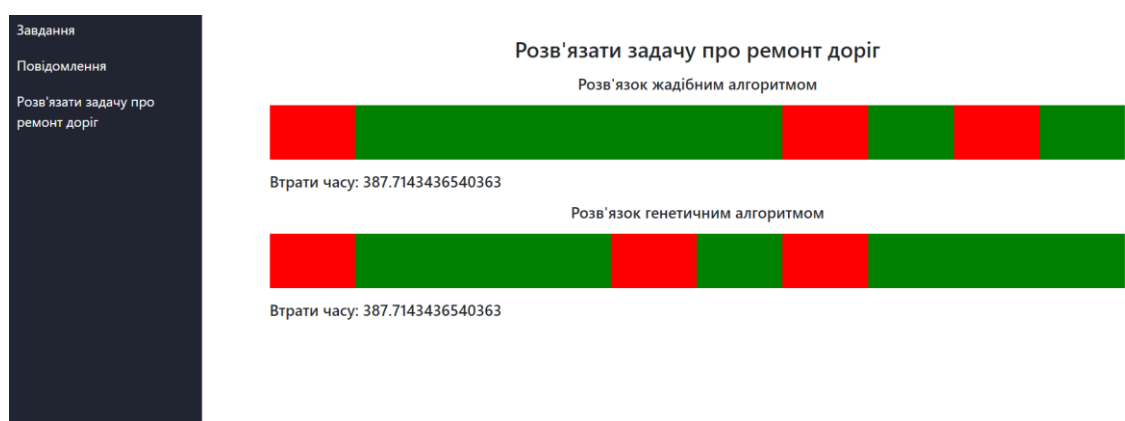 Завдання
Повідомлення
Розв'язати задачу про
ремонт доріг
Розв'язати задачу про ремонт доріг
Розв'язок жадібним алгоритмом
Втрати часу: 387.7143436540363
Розв'язок генетичним алгоритмом
Втрати часу: 387.7143436540363